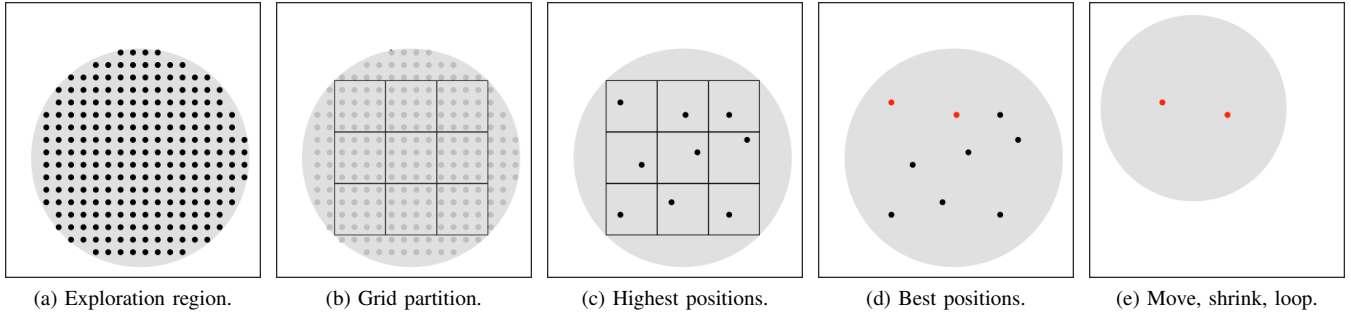 (a) Exploration region.
(b) Grid partition.
(c) Highest positions.
(d) Best positions.
(e) Move, shrink, loop.